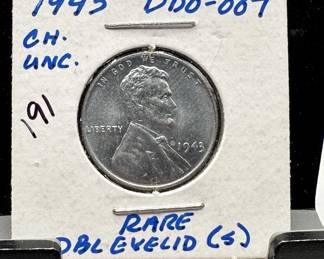 1943 DDO-007
CH.
UNC.
191
IN GOD WE TRUST
LIBERTY
1943
RARE
DBL EYELID (S)